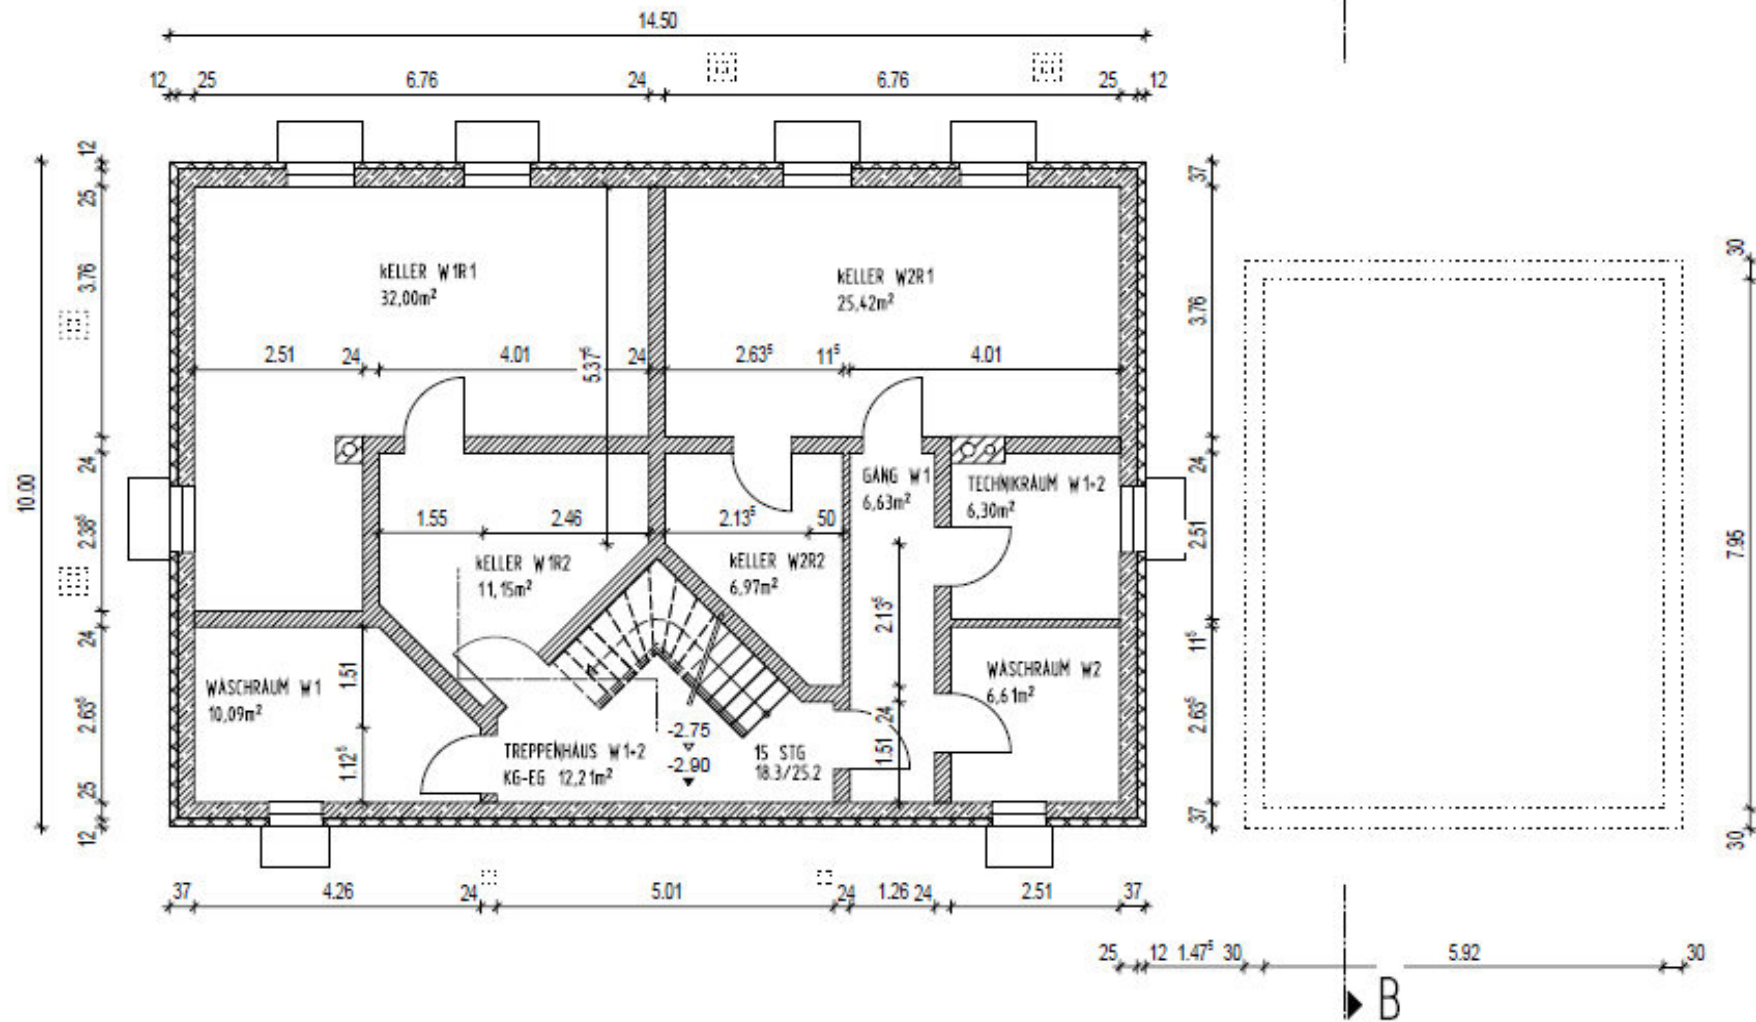 14.50
12 25 6.76 24 6.76 25 12
12
25
3.76
24
2.38⁵
24
2.63⁵
25
12
10.00
KELLER W1R1
32,00m²
KELLER W2R1
25,42m²
2.51 24 4.01 5.37⁵ 24 2.63⁵ 11⁵ 4.01
GANG W1
6,63m²
TECHNIKRAUM W1+2
6,30m²
1.55 2.46 2.13⁵ 50
KELLER W1R2
11,15m²
KELLER W2R2
6,97m²
2.13⁵
24
1.51
WASCHRAUM W1
10,09m²
1.51
1.12⁵
WASCHRAUM W2
6,61m²
TREPPENHAUS W1+2
KG-EG 12,21m²
-2.75
-2.90
15 STG
18.3/25.2
37
3.76
24
2.51
11⁵
2.63⁵
37
30
7.95
30
37 4.26 24 5.01 24 1.26 24 2.51 37
25 12 1.47⁵ 30 5.92 30
B